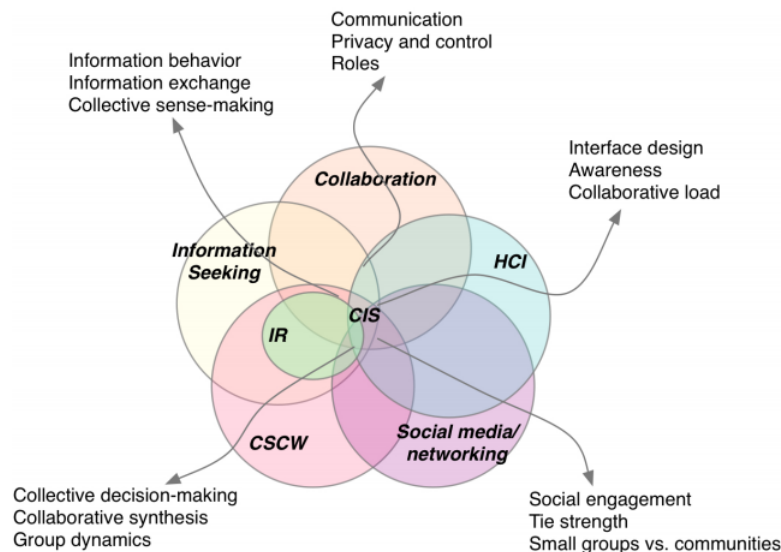 Communication
Privacy and control
Roles
Information behavior
Information exchange
Collective sense-making
Interface design
Awareness
Collaborative load
Collaboration
Information
Seeking
HCI
CIS
IR
CSCW
Social media/
networking
Collective decision-making
Collaborative synthesis
Group dynamics
Social engagement
Tie strength
Small groups vs. communities